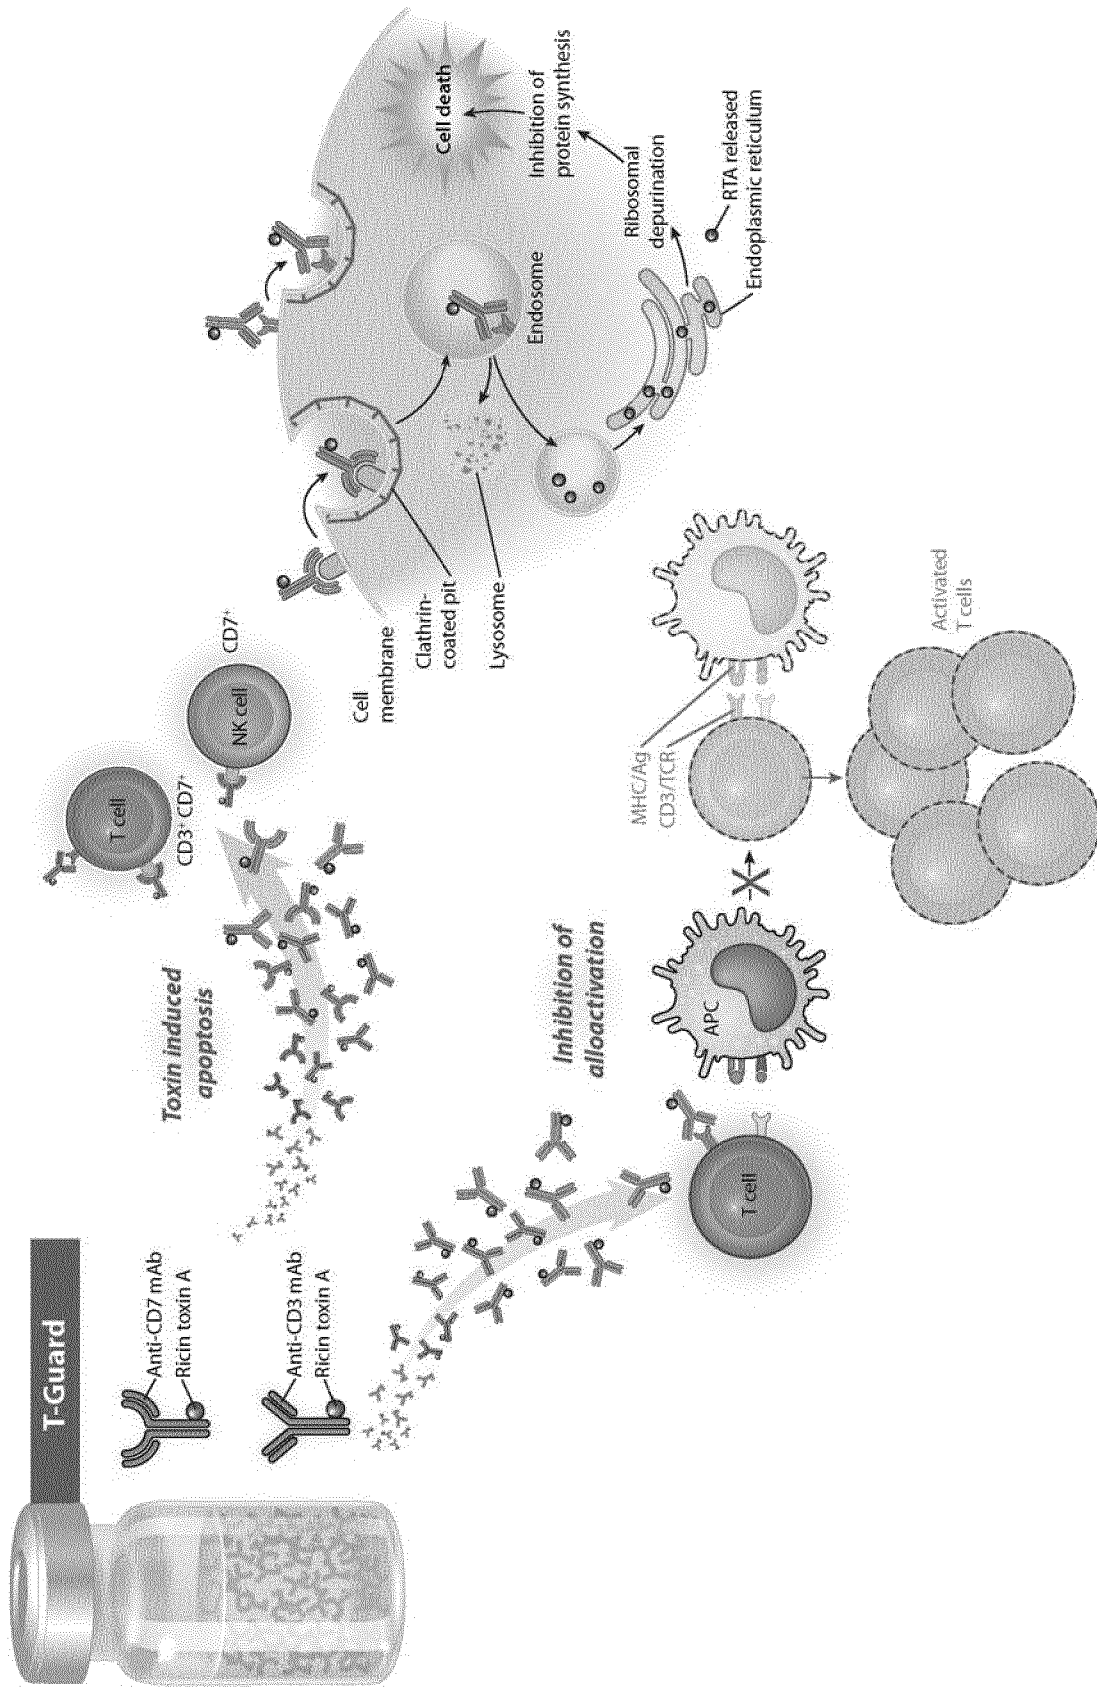 T-Guard
Anti-CD7 mAb
Ricin toxin A
Anti-CD3 mAb
Ricin toxin A
Toxin induced
apoptosis
T cell
CD3⁺ CD7⁺
NK cell
CD7⁺
Cell
membrane
Clathrin-
coated pit
Lysosome
Endosome
Cell death
Inhibition of
protein synthesis
Ribosomal
depurination
RTA released
Endoplasmic reticulum
Inhibition of
alloactivation
T cell
APC
MHC/Ag
CD3/TCR
Activated
T cells